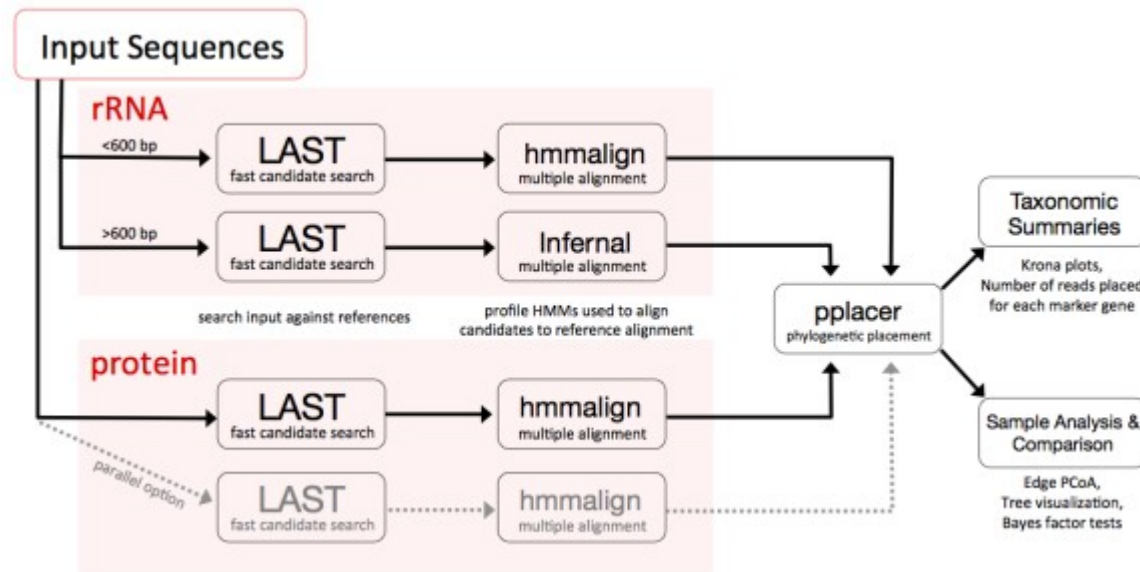 Input Sequences
rRNA
<600 bp
LAST
fast candidate search
hmmalign
multiple alignment
>600 bp
LAST
fast candidate search
Infernal
multiple alignment
search input against references
profile HMMs used to align
candidates to reference alignment
protein
LAST
fast candidate search
hmmalign
multiple alignment
parallel option
LAST
fast candidate search
hmmalign
multiple alignment
pplacer
phylogenetic placement
Taxonomic
Summaries
Krona plots,
Number of reads placed
for each marker gene
Sample Analysis &
Comparison
Edge PCoA,
Tree visualization,
Bayes factor tests